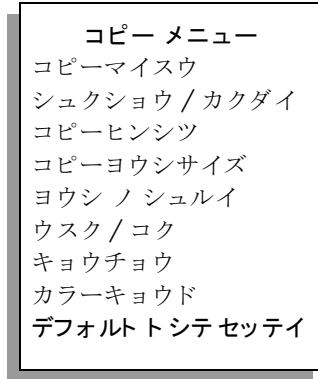 コピー メニュー
コピーマイスウ
シュクショウ / カクダイ
コピーヒンシツ
コピーヨウシサイズ
ヨウシ ノ シュルイ
ウスク / コク
キョウチョウ
カラーキョウド
デフォルト ト シテ セッテイ